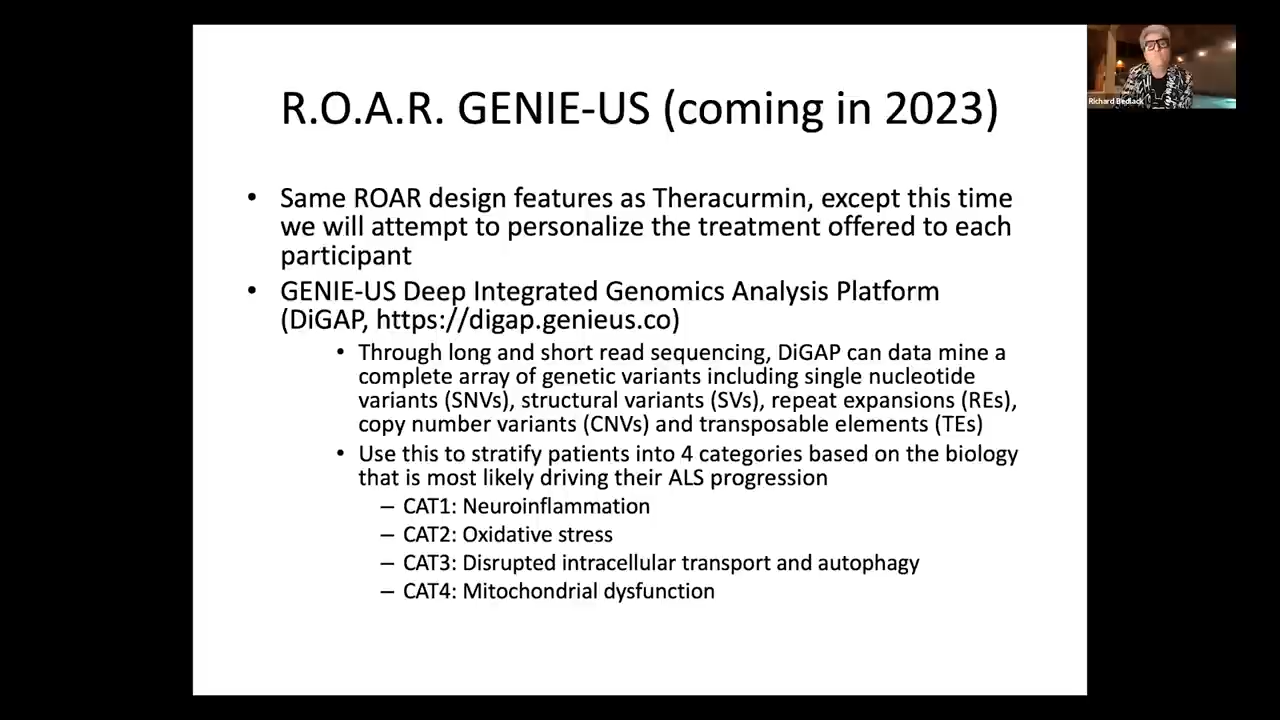 R.O.A.R. GENIE-US (coming in 2023)
• Same ROAR design features as Theracurmin, except this time
we will attempt to personalize the treatment offered to each
participant
• GENIE-US Deep Integrated Genomics Analysis Platform
(DiGAP, https://digap.genieus.co)
• Through long and short read sequencing, DiGAP can data mine a
complete array of genetic variants including single nucleotide
variants (SNVs), structural variants (SVs), repeat expansions (REs),
copy number variants (CNVs) and transposable elements (TEs)
• Use this to stratify patients into 4 categories based on the biology
that is most likely driving their ALS progression
– CAT1: Neuroinflammation
– CAT2: Oxidative stress
– CAT3: Disrupted intracellular transport and autophagy
– CAT4: Mitochondrial dysfunction
Richard Bedlack